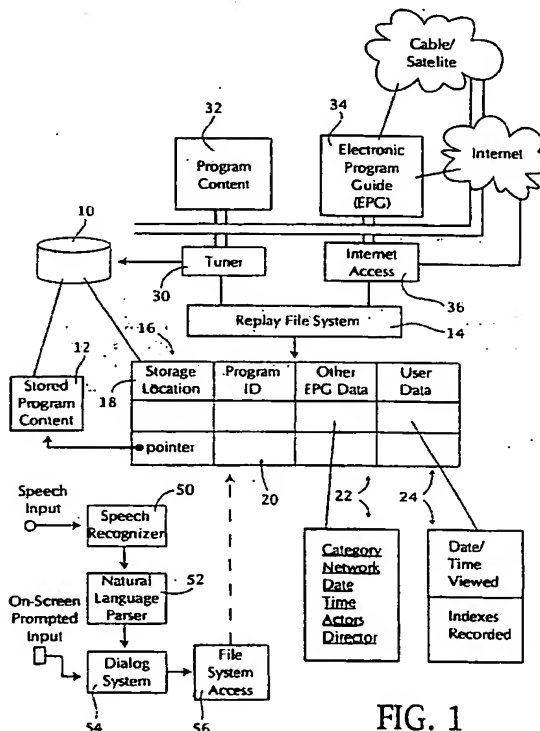 Cable/
Satellite
32
34
Program
Content
Electronic
Program
Guide
(EPG)
Internet
10
Tuner
Internet
Access
30
36
16
Replay File System
14
12
18
Storage
Location
Program
ID
Other
EPG Data
User
Data
Stored
Program
Content
pointer
20
22
24
Speech
Input
50
Speech
Recognizer
Natural
Language
Parser
52
On-Screen
Prompted
Input
Dialog
System
54
File
System
Access
56
Category
Network
Date
Time
Actors
Director
Date/
Time
Viewed
Indexes
Recorded
FIG. 1